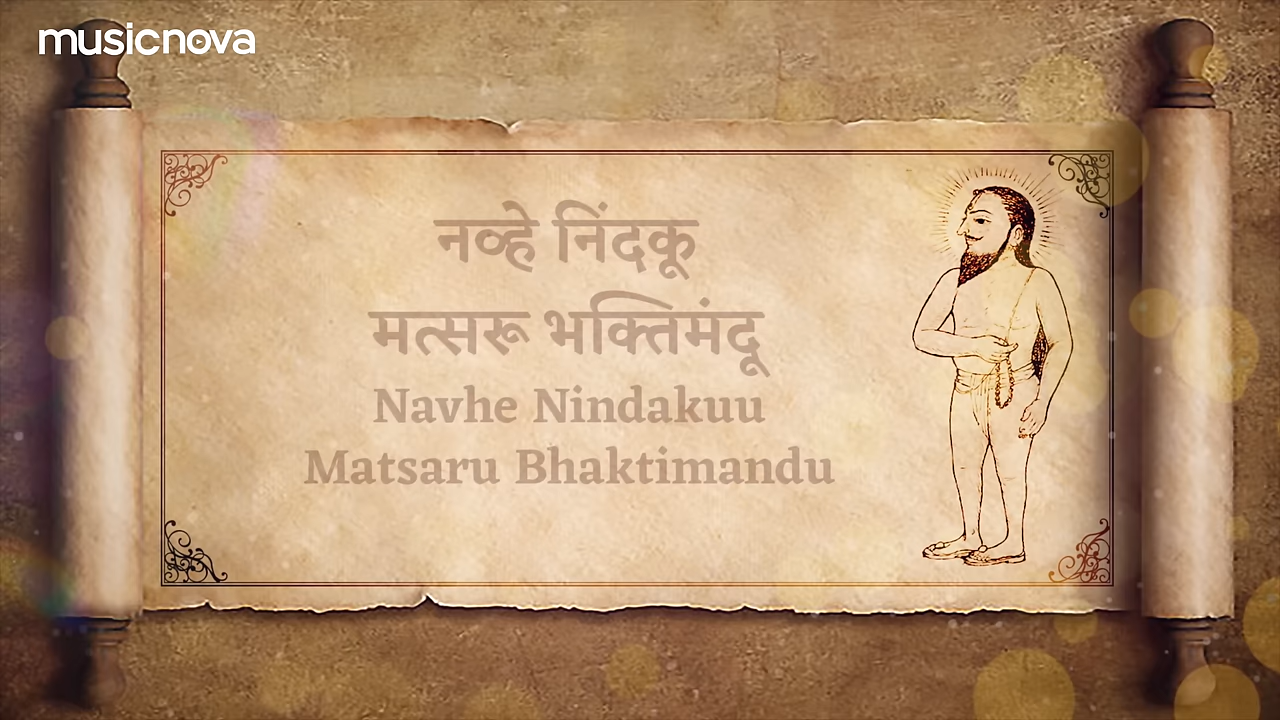 musicnova
नव्हे निंदकू
मत्सरू भक्तिमंदू
Navhe Nindakuu
Matsaru Bhaktimandu